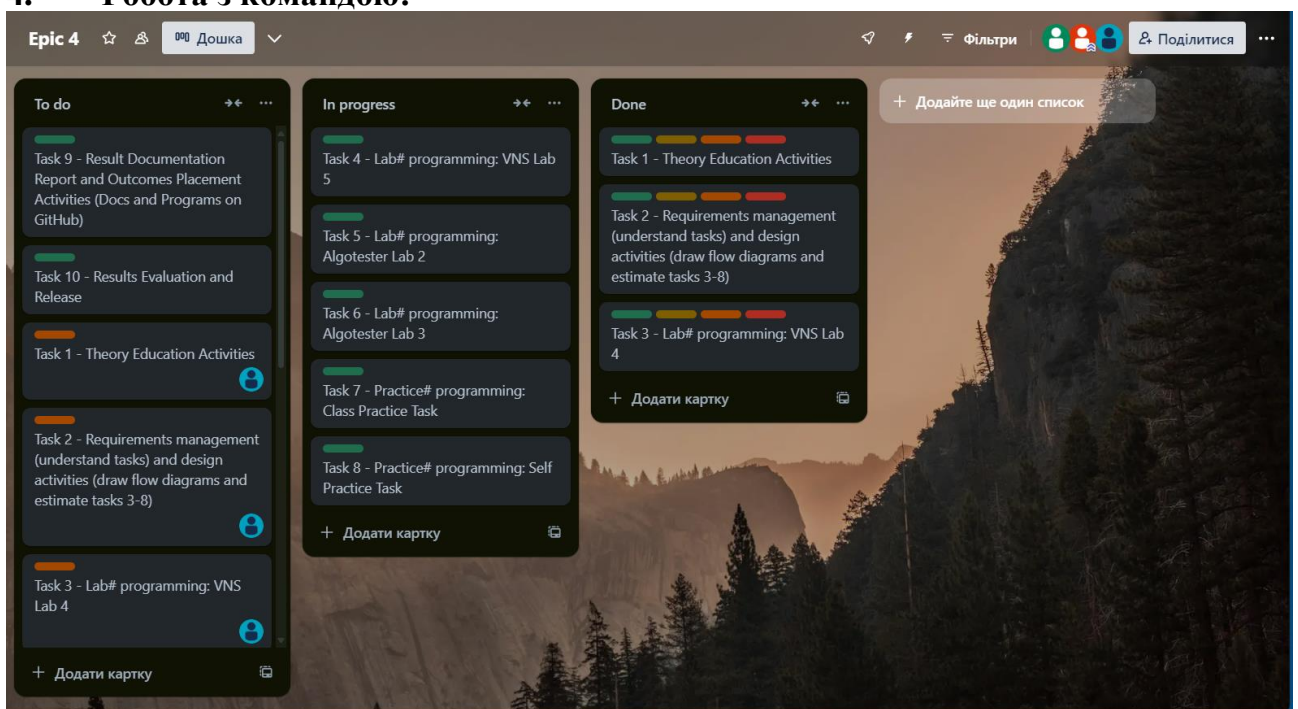 4. Робота з командою:
Epic 4
Дошка
Фільтри
Поділитися
To do
Task 9 - Result Documentation
Report and Outcomes Placement
Activities (Docs and Programs on
GitHub)
Task 10 - Results Evaluation and
Release
Task 1 - Theory Education Activities
Task 2 - Requirements management
(understand tasks) and design
activities (draw flow diagrams and
estimate tasks 3-8)
Task 3 - Lab# programming: VNS
Lab 4
+ Додати картку
In progress
Task 4 - Lab# programming: VNS Lab
5
Task 5 - Lab# programming:
Algotester Lab 2
Task 6 - Lab# programming:
Algotester Lab 3
Task 7 - Practice# programming:
Class Practice Task
Task 8 - Practice# programming: Self
Practice Task
+ Додати картку
Done
Task 1 - Theory Education Activities
Task 2 - Requirements management
(understand tasks) and design
activities (draw flow diagrams and
estimate tasks 3-8)
Task 3 - Lab# programming: VNS Lab
4
+ Додати картку
+ Додайте ще один список